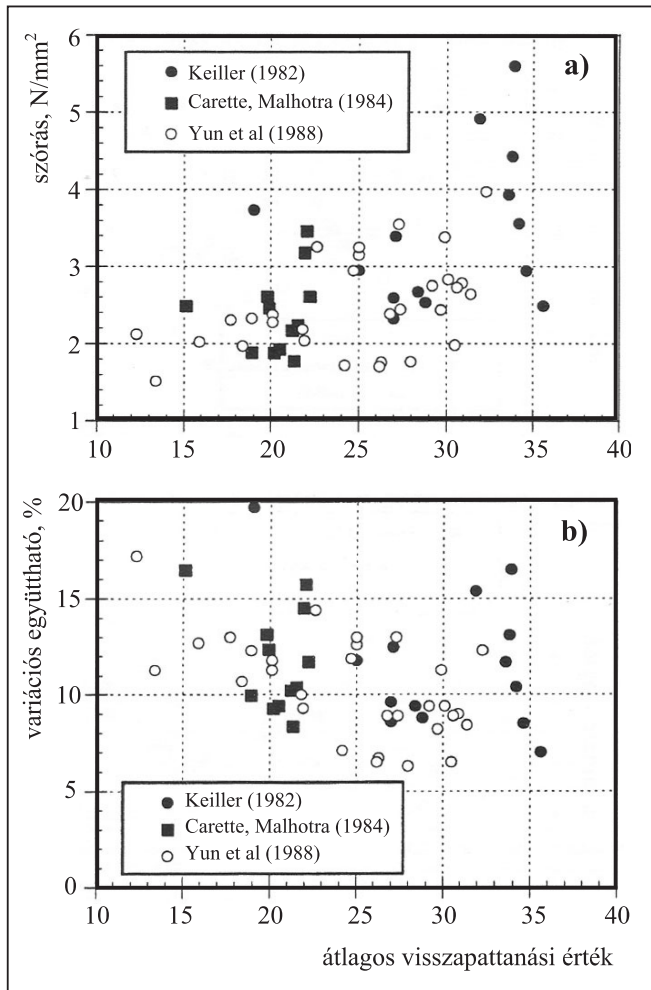 a)
szórás, N/mm²
6
5
4
3
2
1
Keiller (1982)
Carette, Malhotra (1984)
Yun et al (1988)
10 15 20 25 30 35 40
b)
variációs együttható, %
20
15
10
5
0
Keiller (1982)
Carette, Malhotra (1984)
Yun et al (1988)
10 15 20 25 30 35 40
átlagos visszapattanási érték